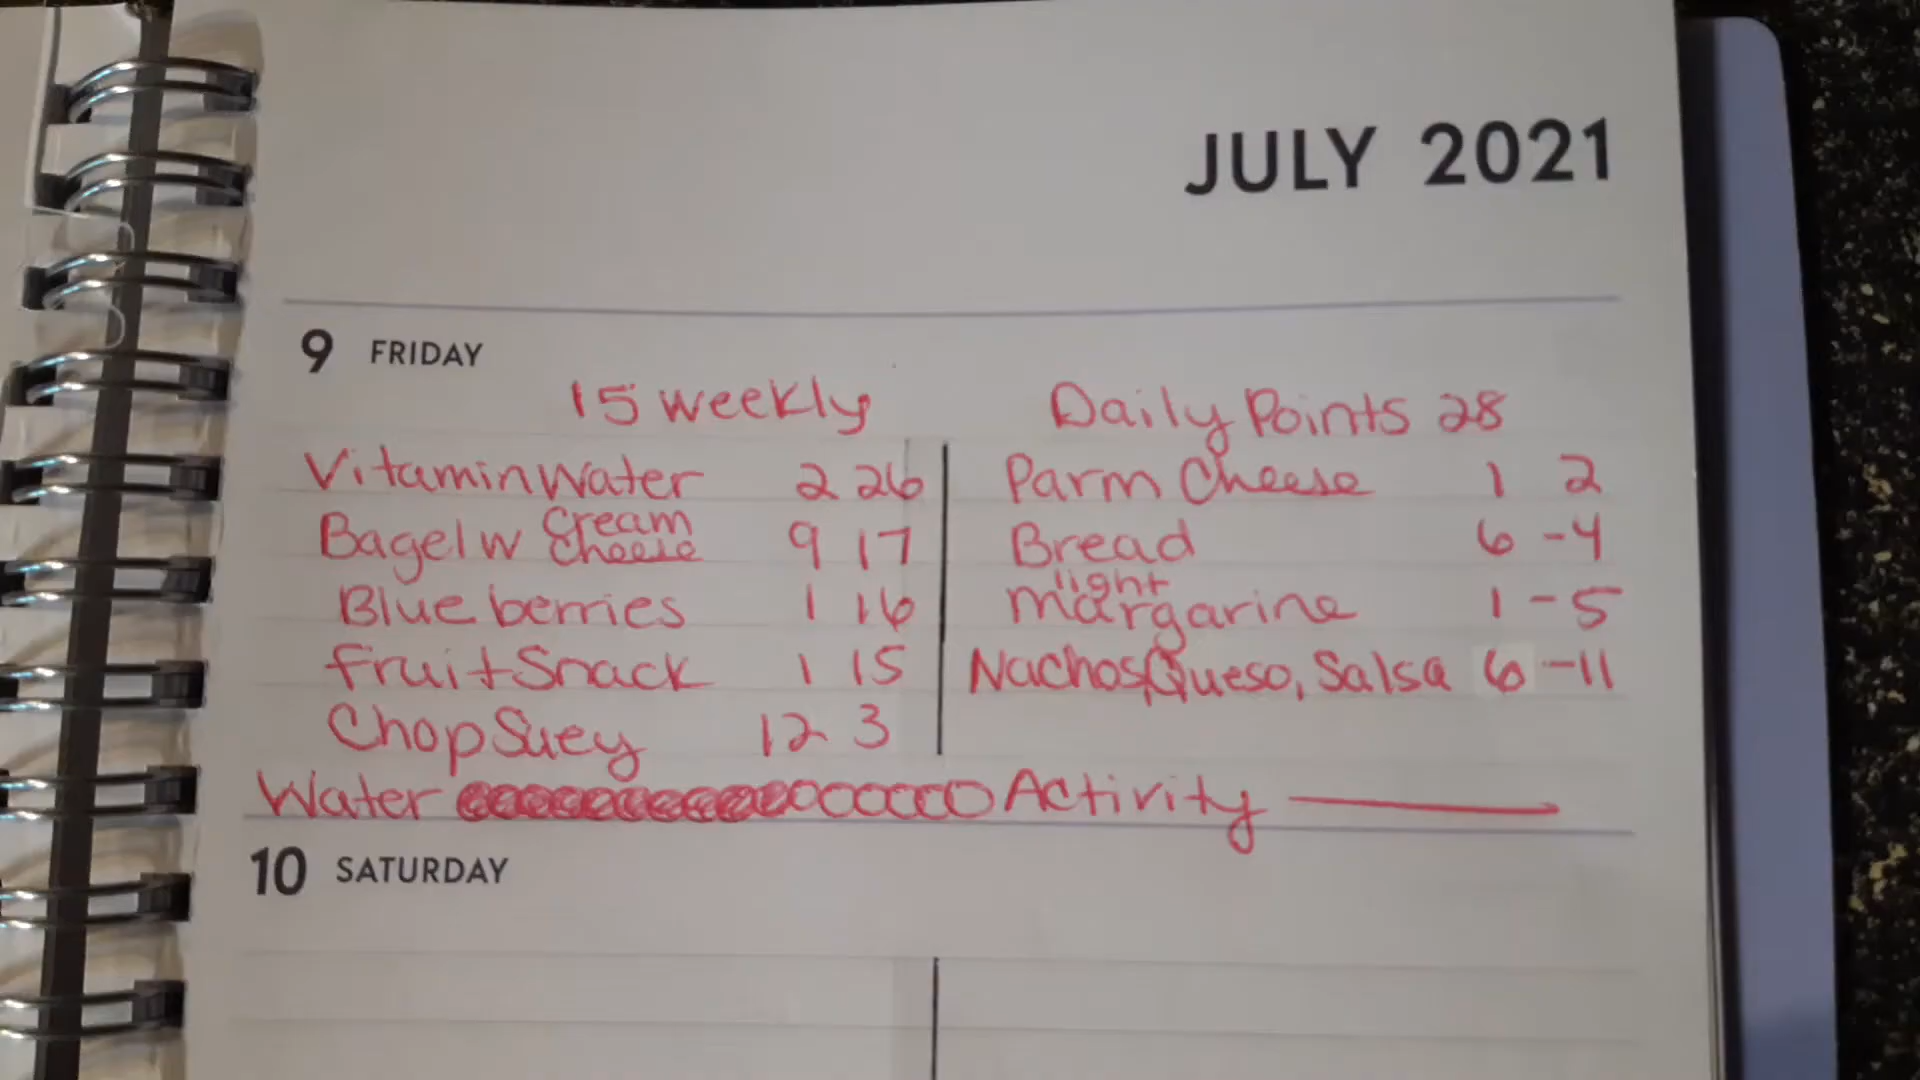 JULY 2021
9 FRIDAY
15 weekly
Daily Points 28
Vitamin Water 2 26
Bagel w Cream Cheese 9 17
Blueberries 1 16
Fruit Snack 1 15
Chop Suey 12 3
Parm Cheese 1 2
Bread 6 -4
light
margarine 1 -5
Nachos, Queso, Salsa 6 -11
Water
Activity
10 SATURDAY